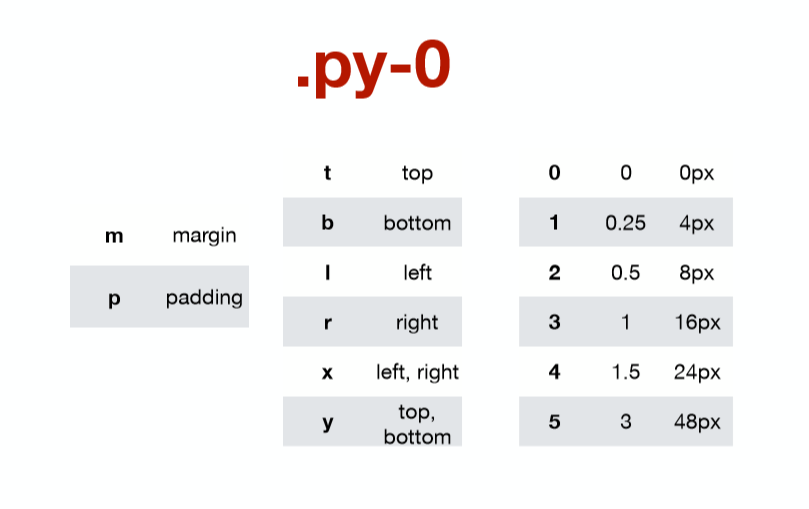 .py-0
m margin
p padding
t top
b bottom
l left
r right
x left, right
y top,
bottom
0 0 0px
1 0.25 4px
2 0.5 8px
3 1 16px
4 1.5 24px
5 3 48px